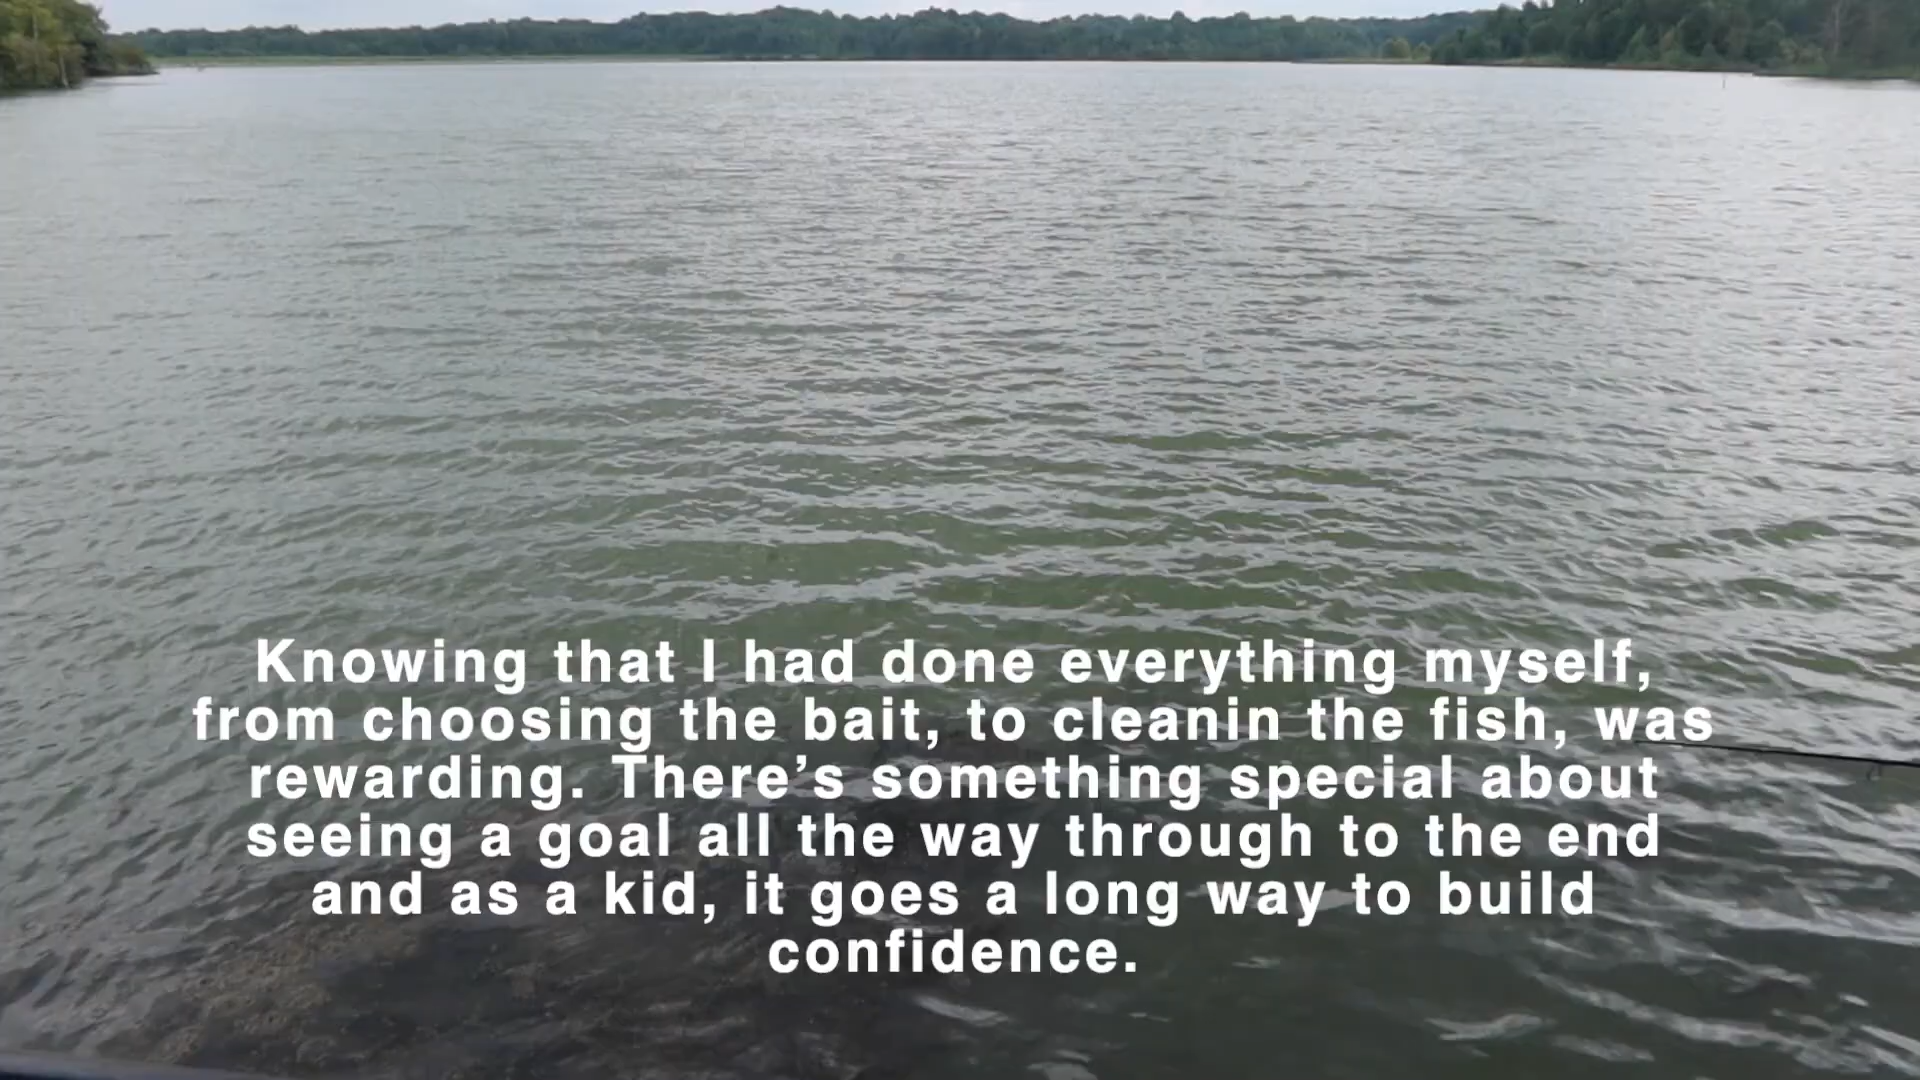 Knowing that I had done everything myself,
from choosing the bait, to cleanin the fish, was
rewarding. There’s something special about
seeing a goal all the way through to the end
and as a kid, it goes a long way to build
confidence.